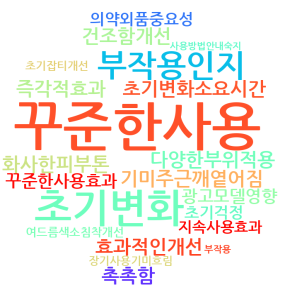 의약외품중요성
건조함개선
사용방법안내숙지
초기잡티개선
부작용인지
즉각적효과
초기변화소요시간
꾸준한사용
화사한피부톤
다양한부위적용
꾸준한사용효과
기미주근깨옅어짐
초기변화
광고모델영향
초기걱정
여드름색소침착개선
지속사용효과
효과적인개선
부작용
장기사용기미흐림
촉촉함